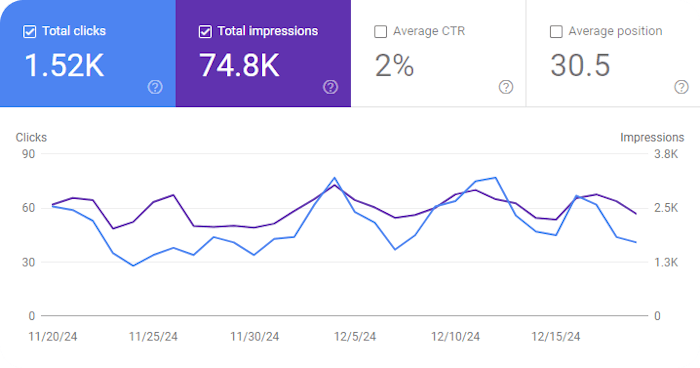 Total clicks
1.52K
Total impressions
74.8K
Average CTR
2%
Average position
30.5
Clicks
Impressions
90
3.8K
60
2.5K
30
1.3K
0
0
11/20/24
11/25/24
11/30/24
12/5/24
12/10/24
12/15/24